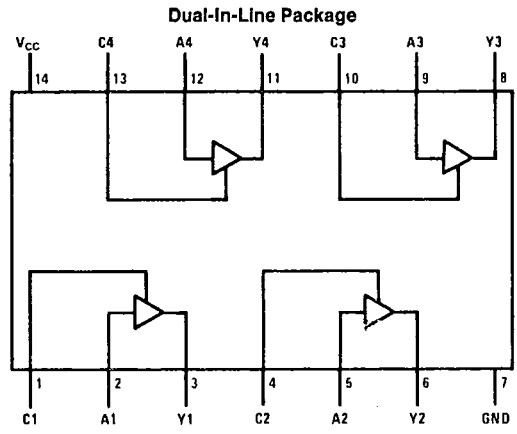 Dual-In-Line Package
VCC C4 A4 Y4 C3 A3 Y3
14 13 12 11 10 9 8
1 2 3 4 5 6 7
C1 A1 Y1 C2 A2 Y2 GND